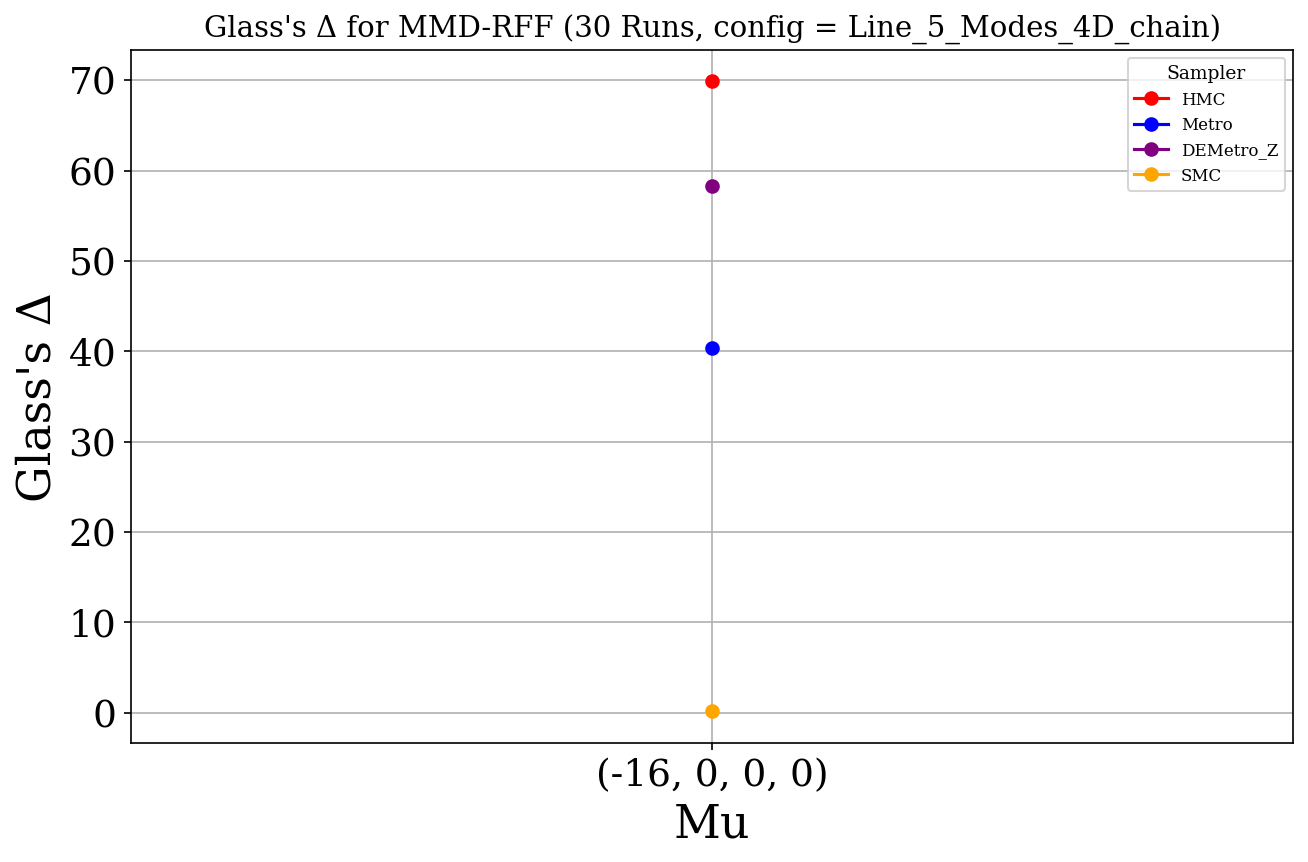 Glass's Δ for MMD-RFF (30 Runs, config = Line_5_Modes_4D_chain)
Sampler
HMC
Metro
DEMetro_Z
SMC
Glass's Δ
70
60
50
40
30
20
10
0
(-16, 0, 0, 0)
Mu